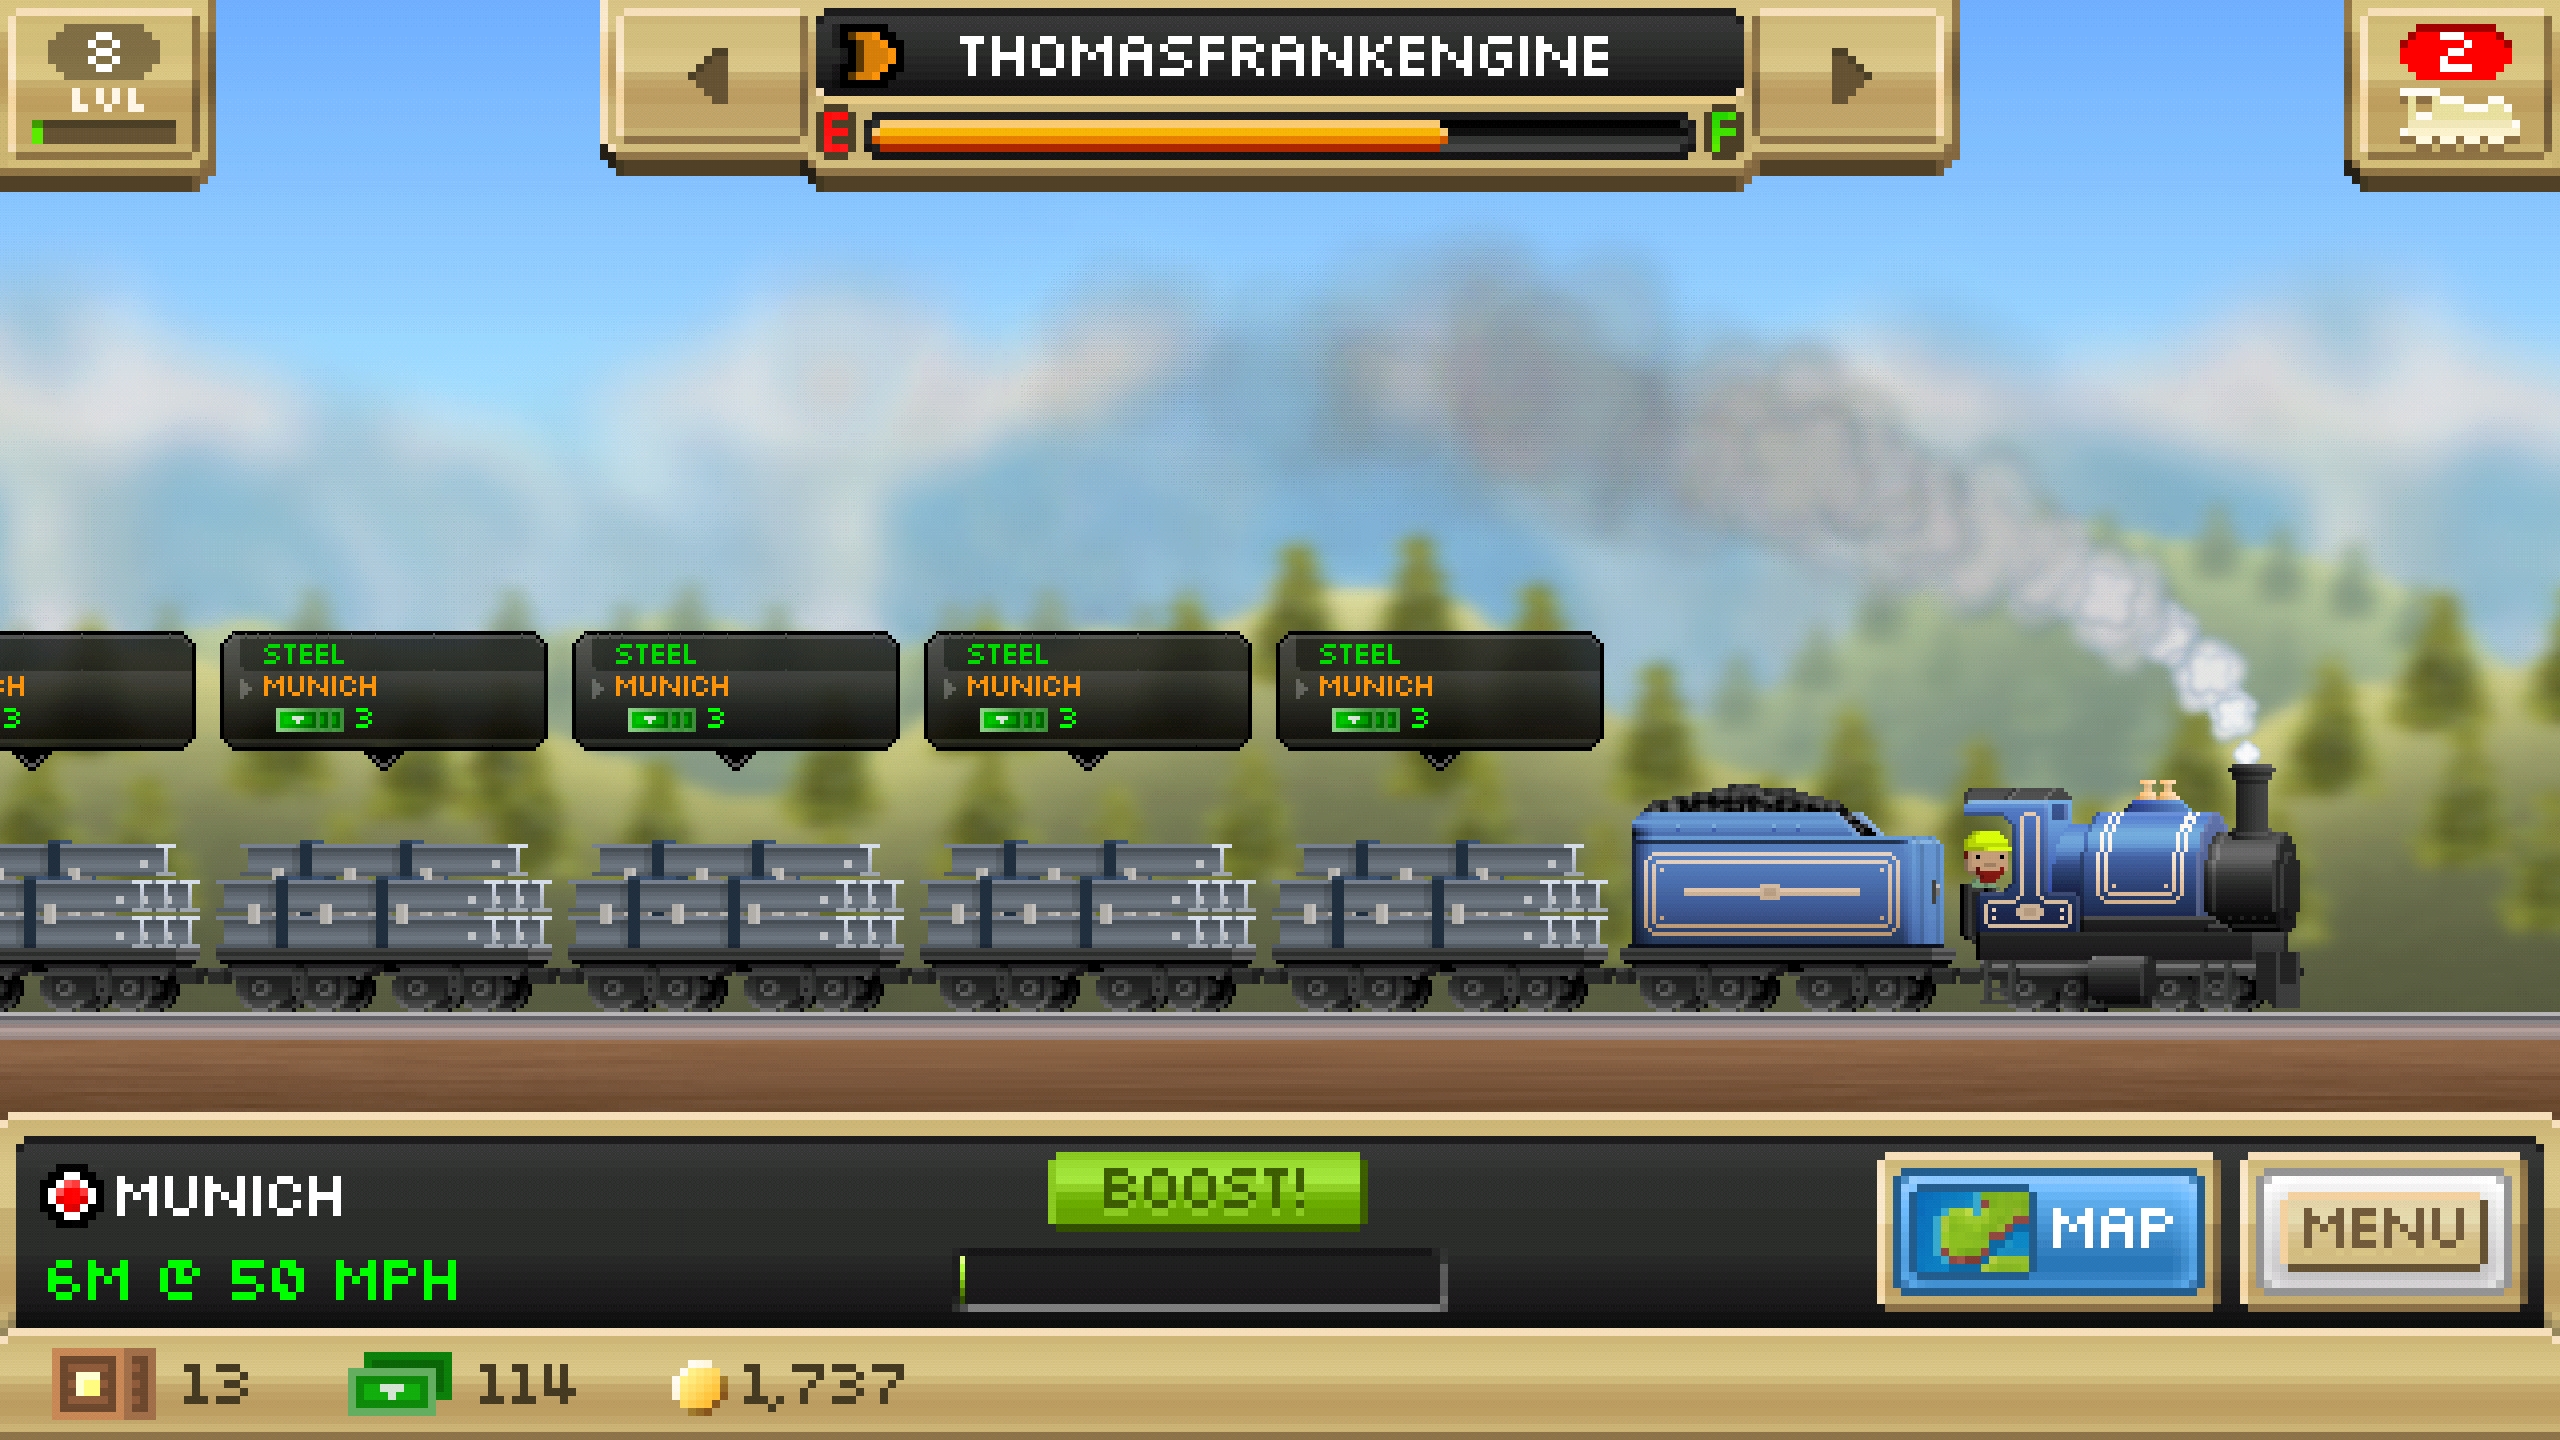 8
LVL
THOMASFRANKENGINE
E F
2
STEEL
MUNICH
3
STEEL
MUNICH
3
STEEL
MUNICH
3
STEEL
MUNICH
3
3
MUNICH
BOOST!
6M @ 50 MPH
MAP
MENU
13
114
1,737